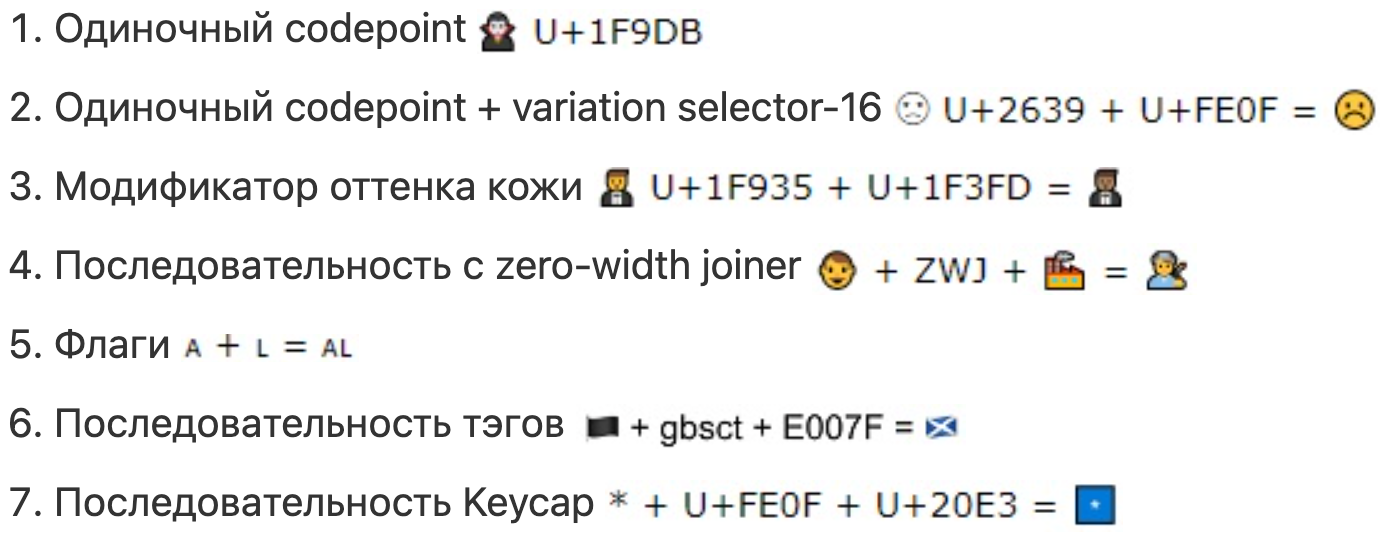 1. Одиночный codepoint 🧛 U+1F9DB
2. Одиночный codepoint + variation selector-16 ☹ U+2639 + U+FE0F = ☹️
3. Модификатор оттенка кожи 🤵 U+1F935 + U+1F3FD = 🤵🏽
4. Последовательность с zero-width joiner 🧑 + ZWJ + 🏭 = 🧑‍🏭
5. Флаги A + L = AL
6. Последовательность тэгов 🏴 + gbsct + E007F = 🏴󠁧󠁢󠁳󠁣󠁴󠁿
7. Последовательность Keycap * + U+FE0F + U+20E3 = *️⃣